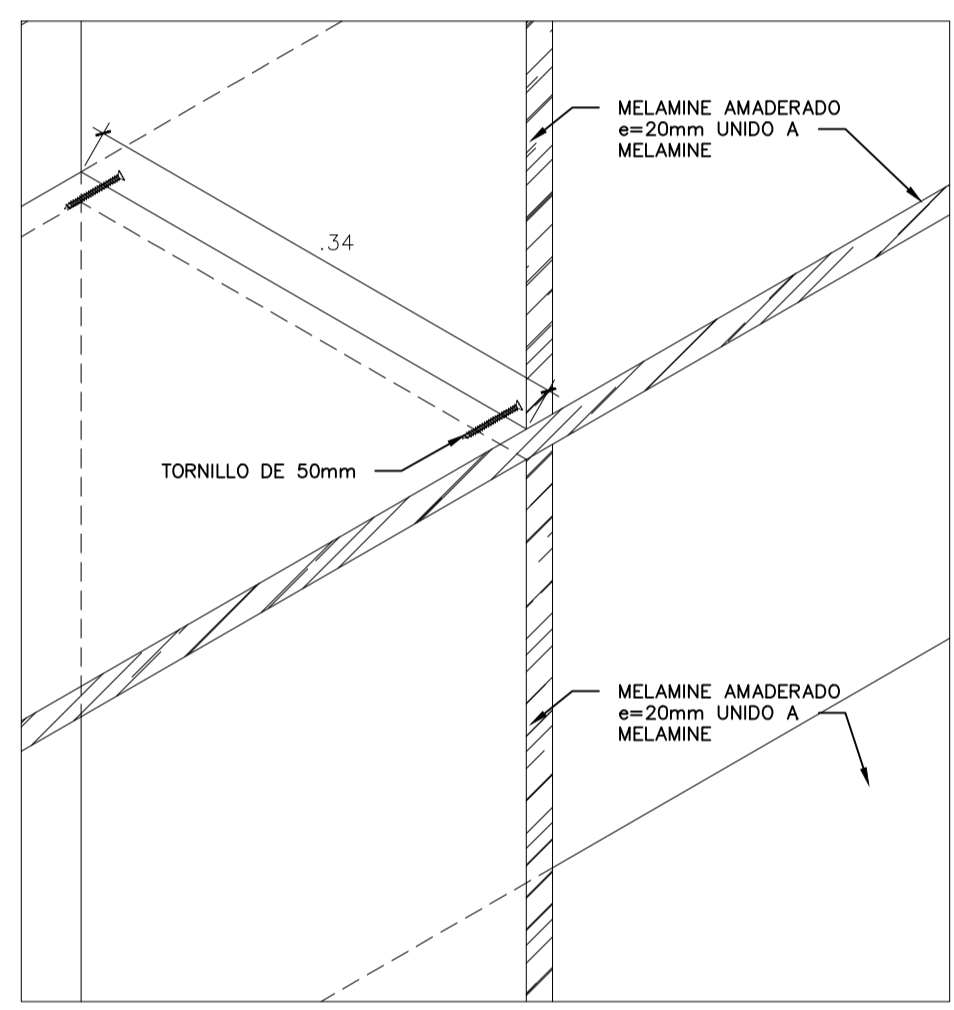 MELAMINE AMADERADO
e=20mm UNIDO A
MELAMINE
.34
TORNILLO DE 50mm
MELAMINE AMADERADO
e=20mm UNIDO A
MELAMINE